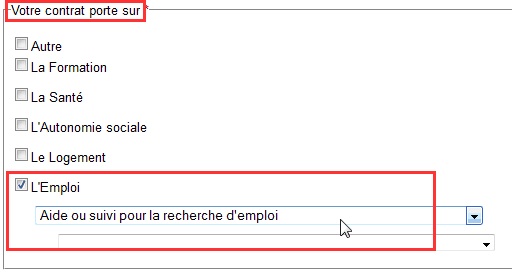 Votre contrat porte sur *
Autre
La Formation
La Santé
L'Autonomie sociale
Le Logement
L'Emploi
Aide ou suivi pour la recherche d'emploi